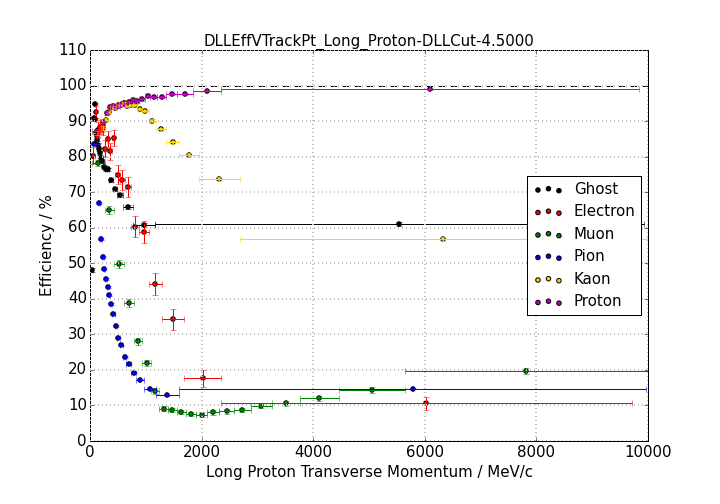 DLLEffVTrackPt_Long_Proton-DLLCut-4.5000
110
100
90
80
70
60
50
40
30
20
10
0
Efficiency / %
Ghost
Electron
Muon
Pion
Kaon
Proton
0 2000 4000 6000 8000 10000
Long Proton Transverse Momentum / MeV/c